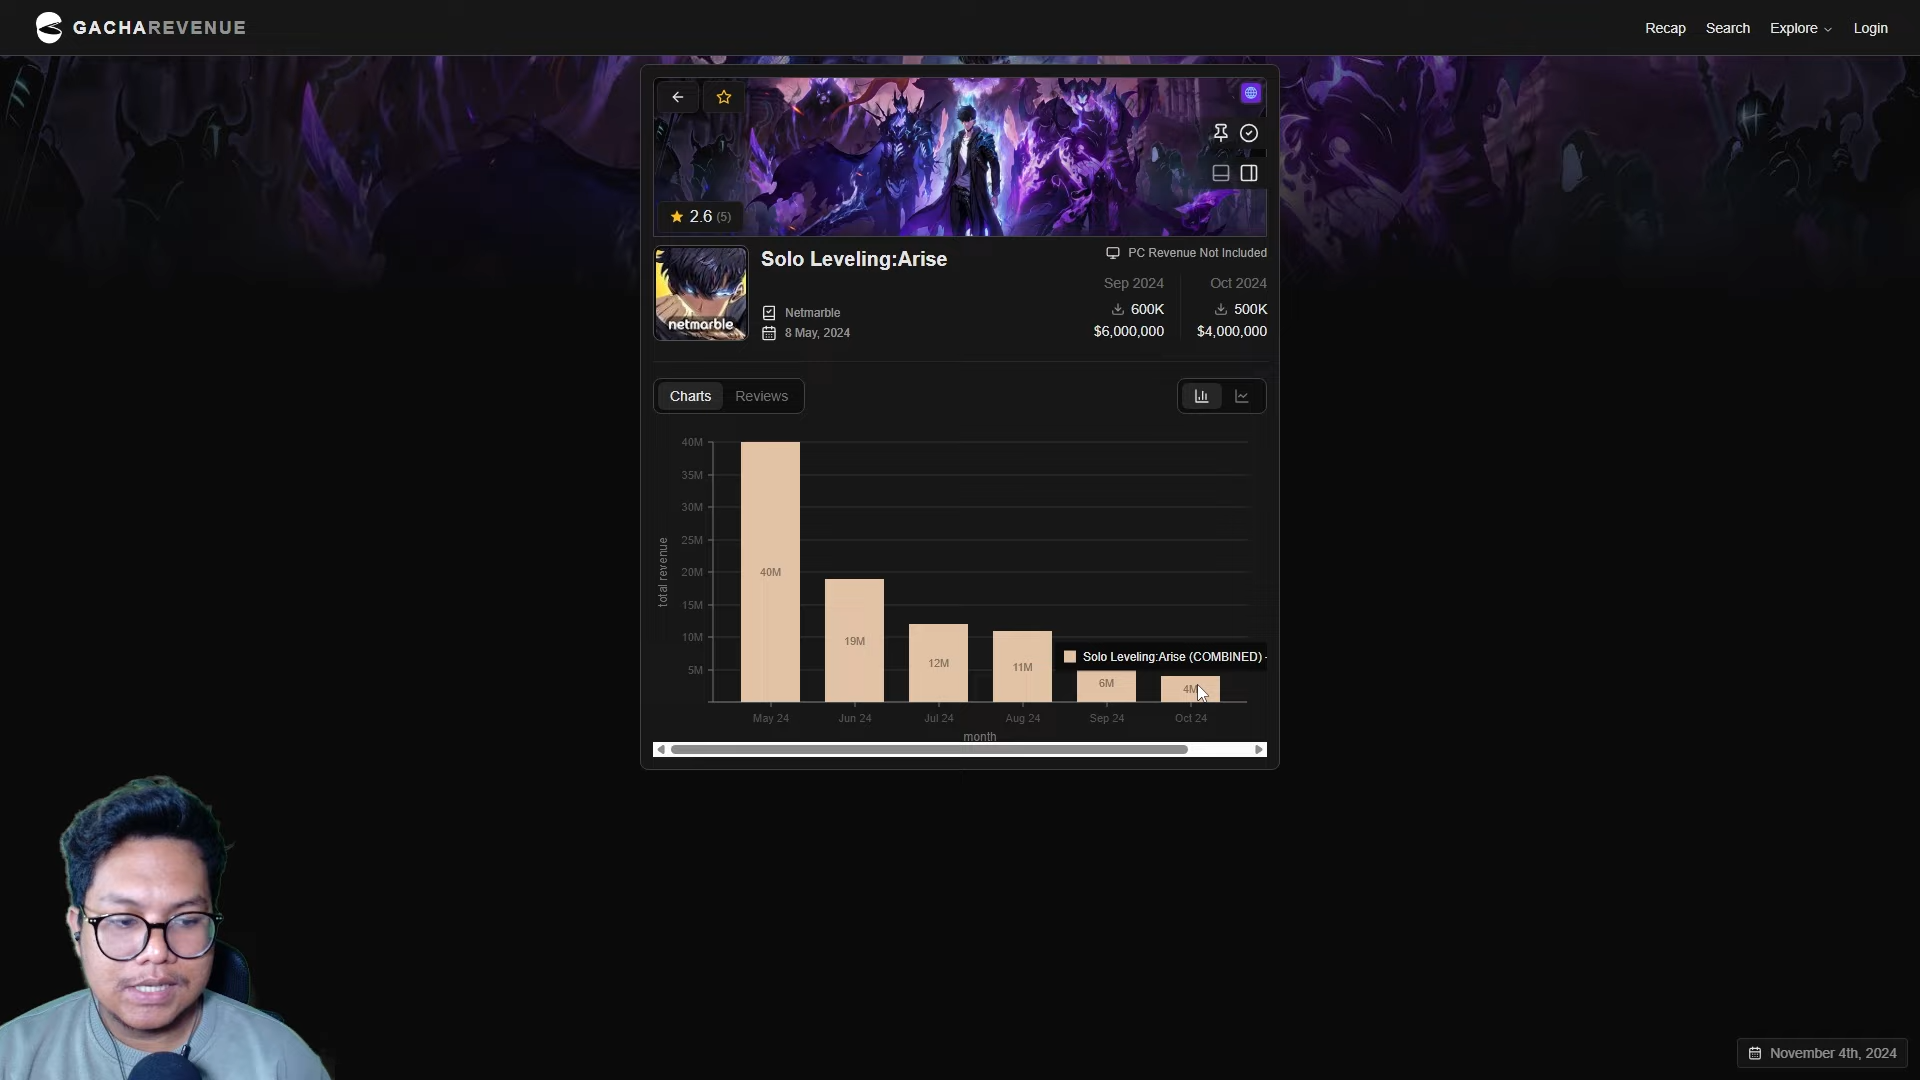 GACHAREVENUE
Recap Search Explore Login
2.6 (5)
netmarble
Solo Leveling:Arise
Netmarble
8 May, 2024
PC Revenue Not Included
Sep 2024 Oct 2024
600K 500K
$6,000,000 $4,000,000
Charts Reviews
total revenue
40M
35M
30M
25M
20M
15M
10M
5M
40M
19M
12M
11M
6M
4M
Solo Leveling:Arise (COMBINED) -
May 24 Jun 24 Jul 24 Aug 24 Sep 24 Oct 24
month
November 4th, 2024